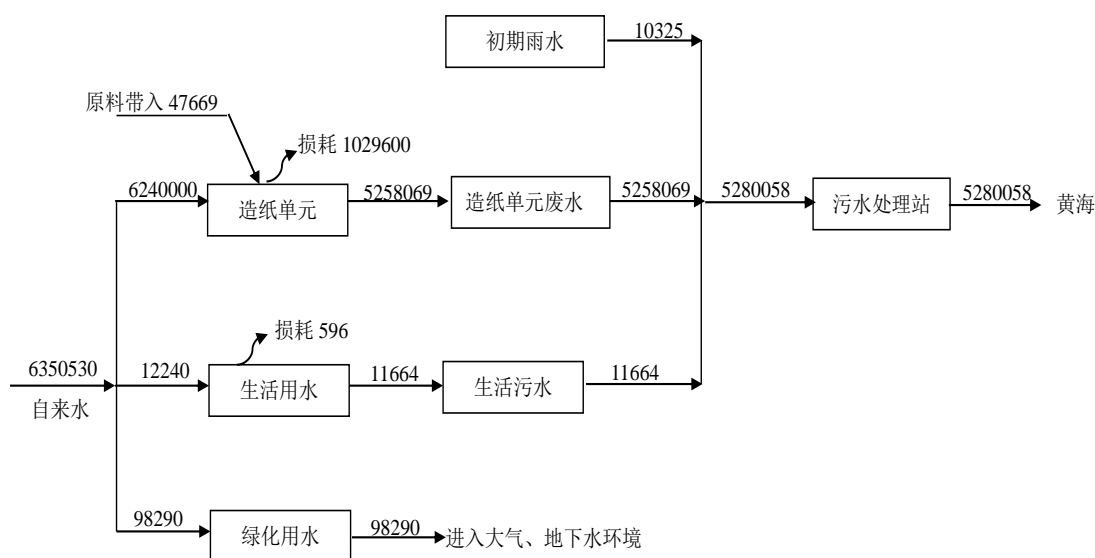 初期雨水
10325
原料带入 47669
损耗 1029600
6240000
造纸单元
5258069
造纸单元废水
5258069
5280058
污水处理站
5280058
黄海
损耗 596
6350530
自来水
12240
生活用水
11664
生活污水
11664
98290
绿化用水
98290
进入大气、地下水环境